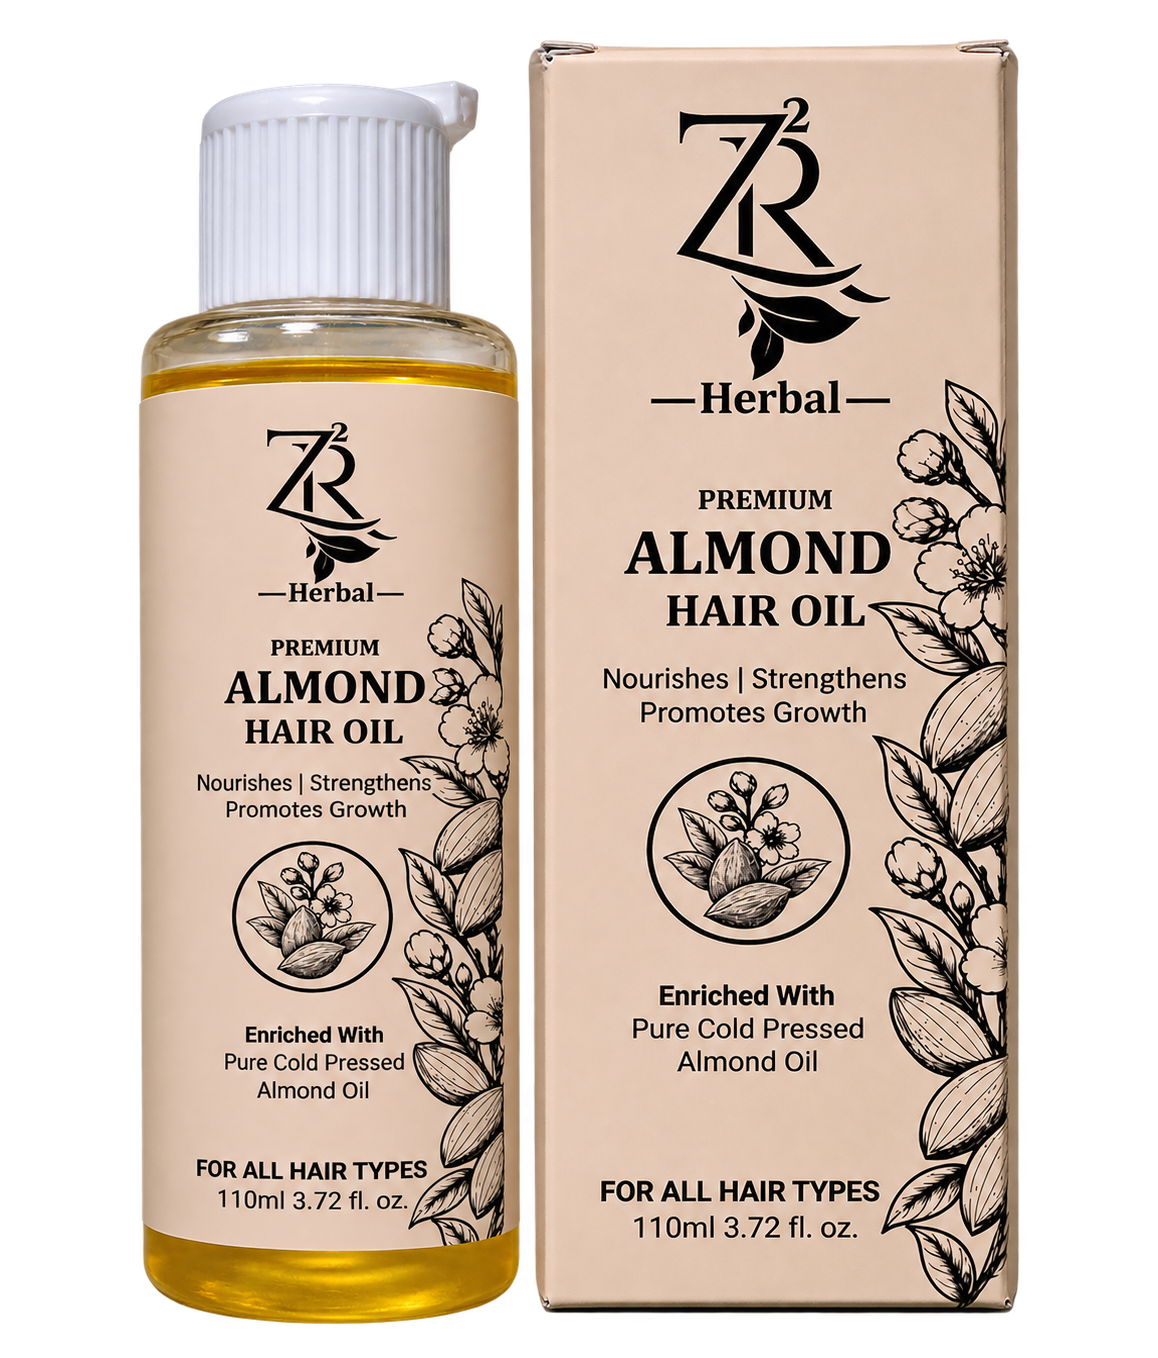 ZR²
Herbal
PREMIUM
ALMOND
HAIR OIL
Nourishes | Strengthens
Promotes Growth
Enriched With
Pure Cold Pressed
Almond Oil
FOR ALL HAIR TYPES
110ml 3.72 fl. oz.
ZR²
Herbal
PREMIUM
ALMOND
HAIR OIL
Nourishes | Strengthens
Promotes Growth
Enriched With
Pure Cold Pressed
Almond Oil
FOR ALL HAIR TYPES
110ml 3.72 fl. oz.